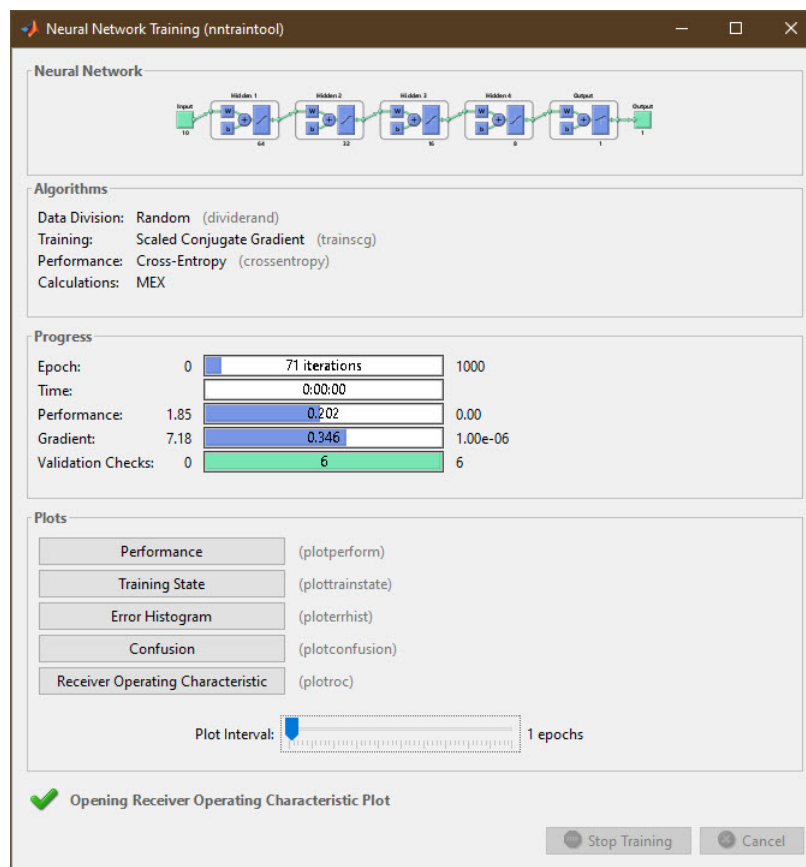 Neural Network Training (nntraintool)
Neural Network
Hidden 1 Hidden 2 Hidden 3 Hidden 4 Output
Input Output
W W W W W
b b b b b
10 64 32 16 8 1 1
Algorithms
Data Division: Random (dividerand)
Training: Scaled Conjugate Gradient (trainscg)
Performance: Cross-Entropy (crossentropy)
Calculations: MEX
Progress
Epoch: 0 71 iterations 1000
Time: 0:00:00
Performance: 1.85 0.202 0.00
Gradient: 7.18 0.346 1.00e-06
Validation Checks: 0 6 6
Plots
Performance (plotperform)
Training State (plottrainstate)
Error Histogram (ploterrhist)
Confusion (plotconfusion)
Receiver Operating Characteristic (plotroc)
Plot Interval: 1 epochs
Opening Receiver Operating Characteristic Plot
Stop Training Cancel